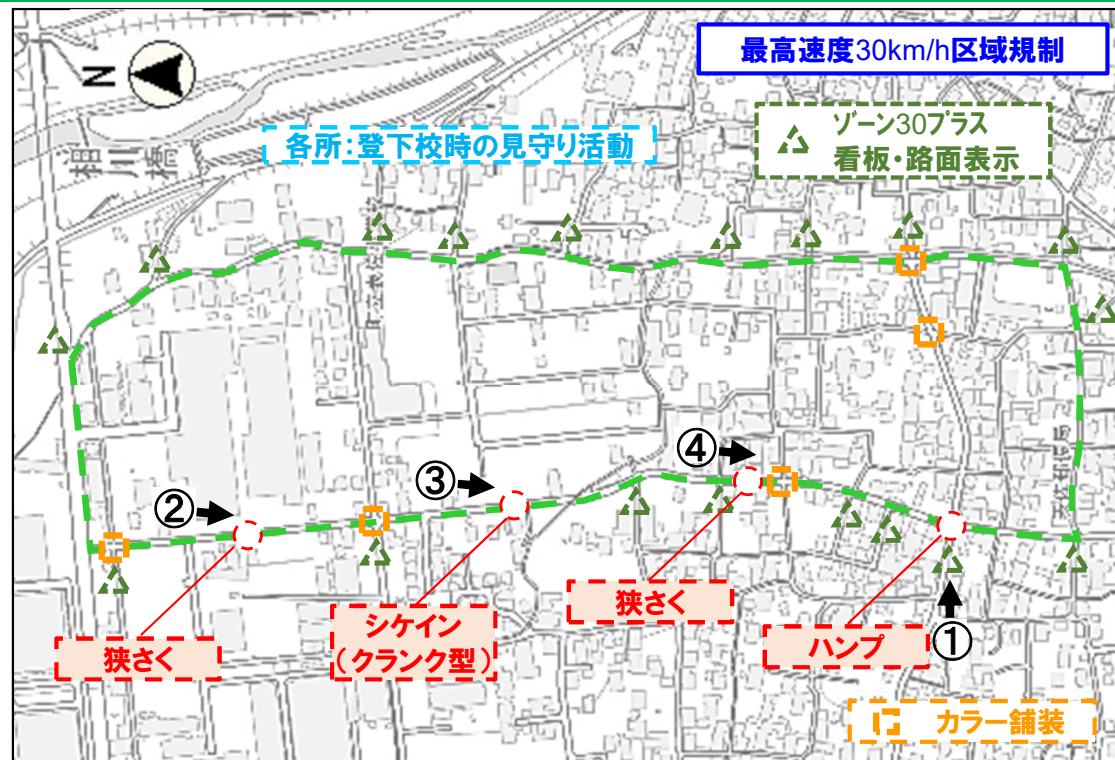 最高速度30km/h区域規制
N
ゾーン30プラス
看板・路面表示
各所:登下校時の見守り活動
相川橋
④
③
②
狭さく
シケイン
(クランク型)
狭さく
ハンプ
①
カラー舗装